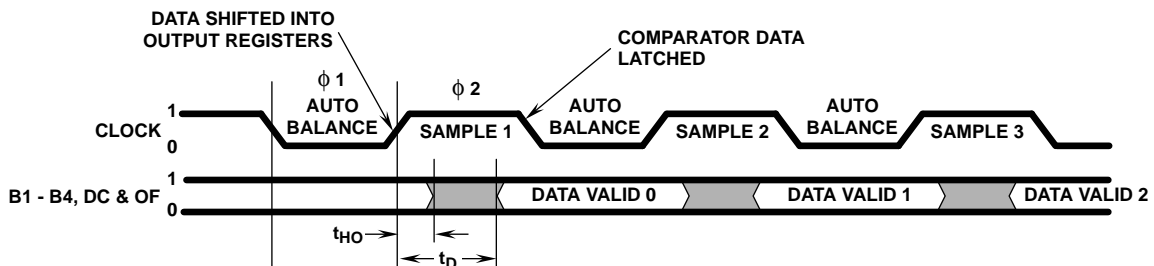 DATA SHIFTED INTO
OUTPUT REGISTERS
COMPARATOR DATA
LATCHED
ϕ 1
ϕ 2
CLOCK
1
0
AUTO
BALANCE
SAMPLE 1
AUTO
BALANCE
SAMPLE 2
AUTO
BALANCE
SAMPLE 3
B1 - B4, DC & OF
1
0
DATA VALID 0
DATA VALID 1
DATA VALID 2
tHO
tD